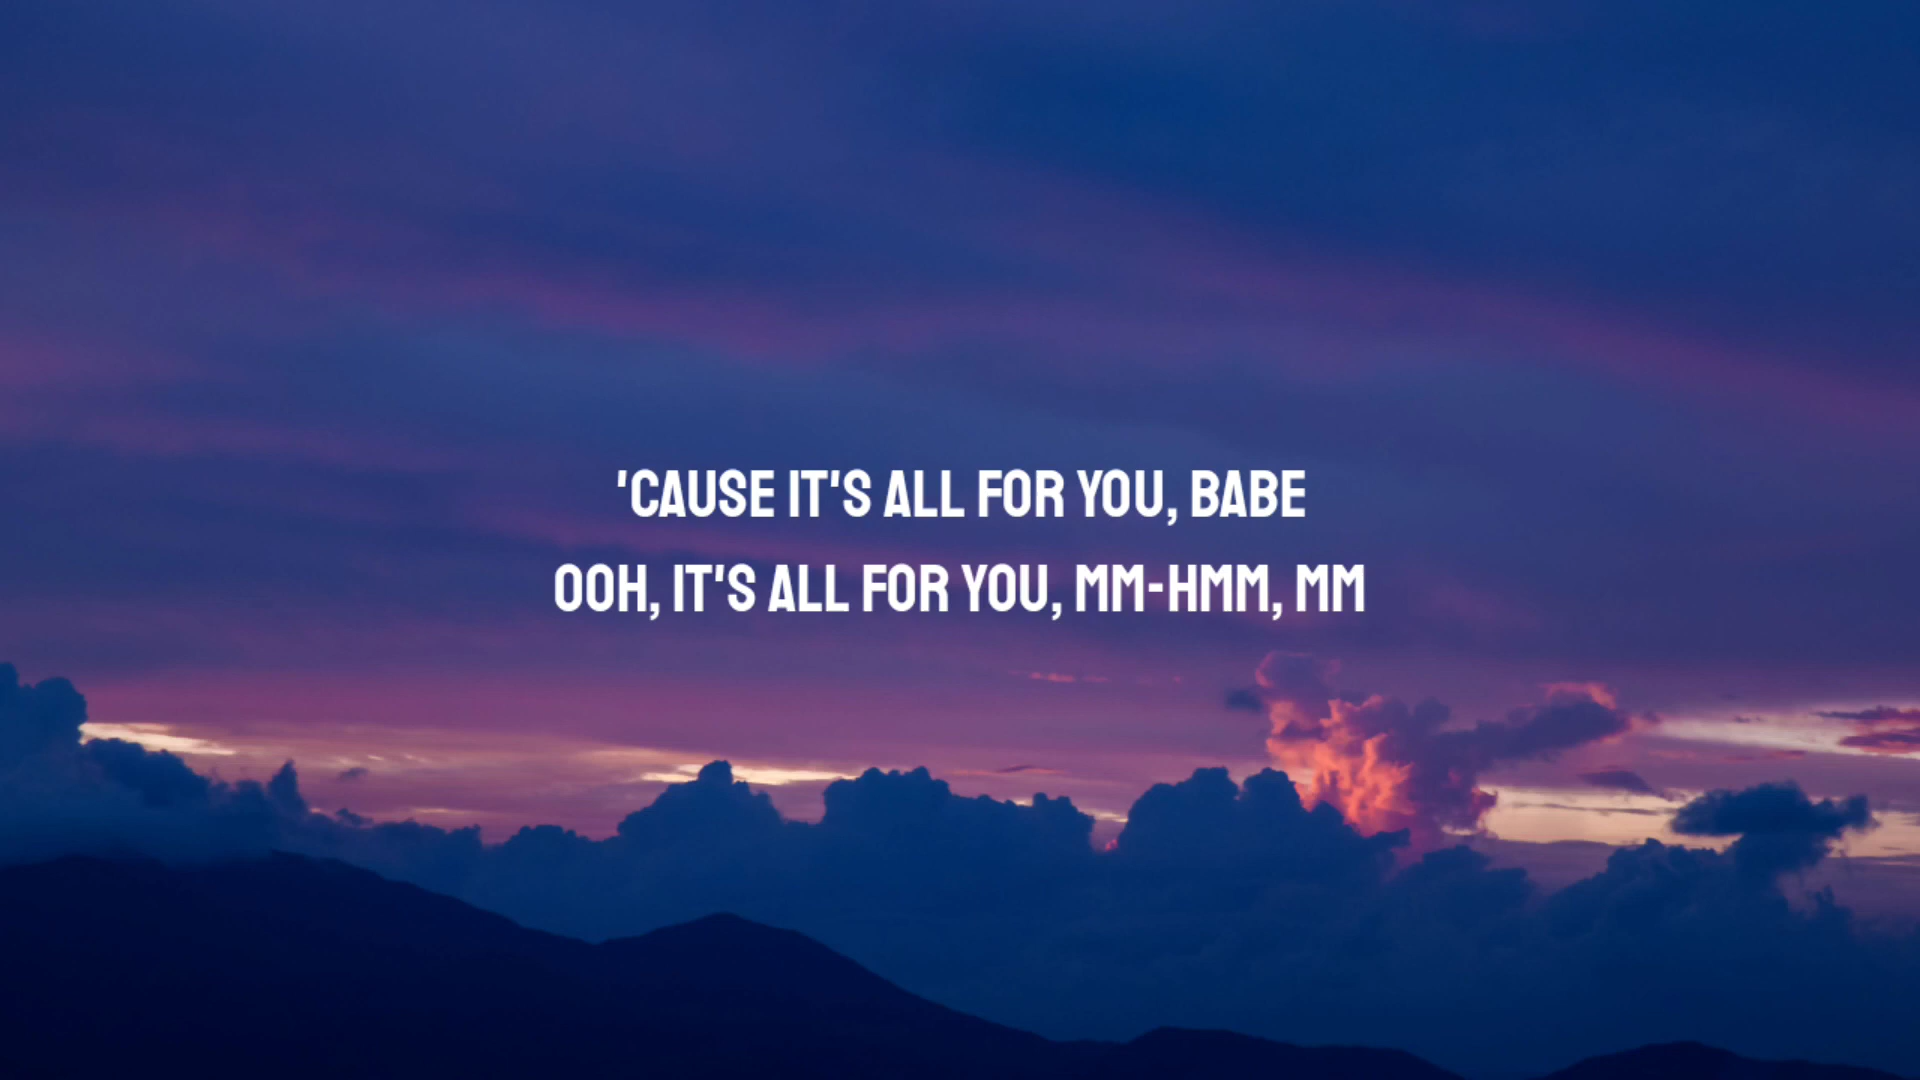 'CAUSE IT'S ALL FOR YOU, BABE
OOH, IT'S ALL FOR YOU, MM-HMM, MM